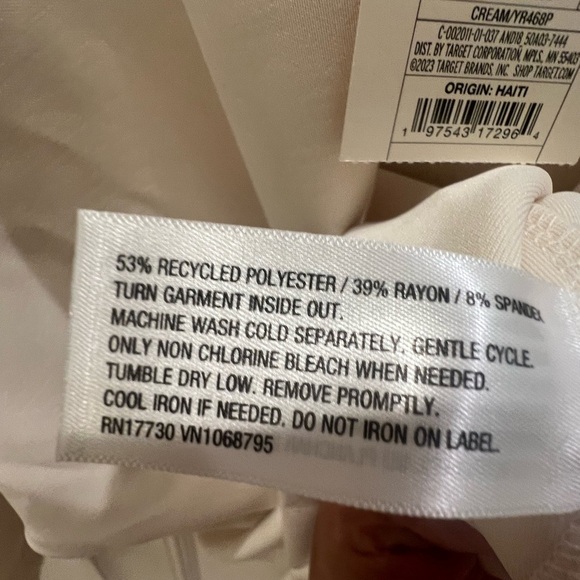 CREAM/YR468P
C-002011-01-037 AND18_50A03-7444
DIST. BY TARGET CORPORATION, MPLS, MN 55403
©2023 TARGET BRANDS, INC. SHOP TARGET.COM
ORIGIN: HAITI
1 97543 17296 4
53% RECYCLED POLYESTER / 39% RAYON / 8% SPANDEX
TURN GARMENT INSIDE OUT.
MACHINE WASH COLD SEPARATELY. GENTLE CYCLE.
ONLY NON CHLORINE BLEACH WHEN NEEDED.
TUMBLE DRY LOW. REMOVE PROMPTLY.
COOL IRON IF NEEDED. DO NOT IRON ON LABEL.
RN17730 VN1068795